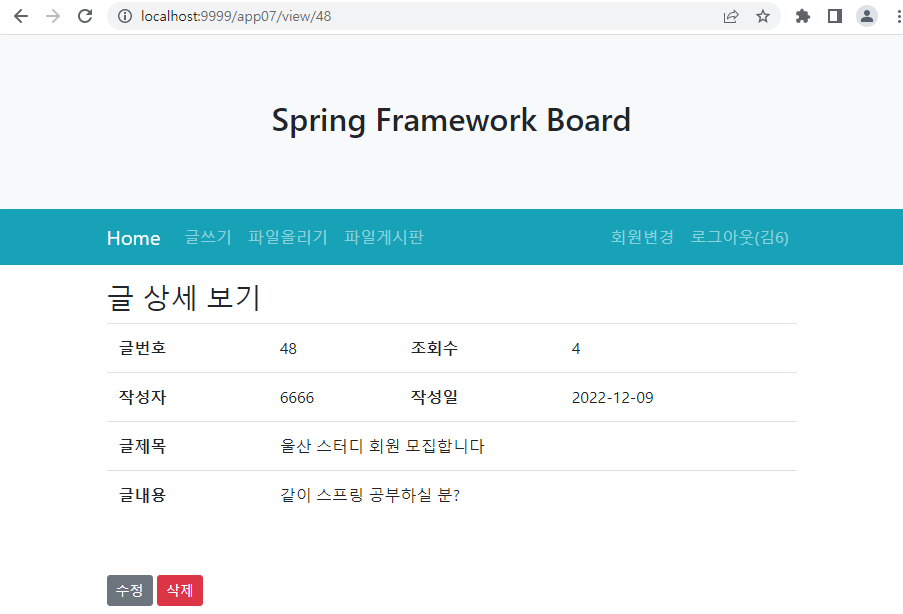 localhost:9999/app07/view/48
Spring Framework Board
Home 글쓰기 파일올리기 파일게시판 회원변경 로그아웃(김6)
글 상세 보기
글번호 48 조회수 4
작성자 6666 작성일 2022-12-09
글제목 울산 스터디 회원 모집합니다
글내용 같이 스프링 공부하실 분?
수정 삭제